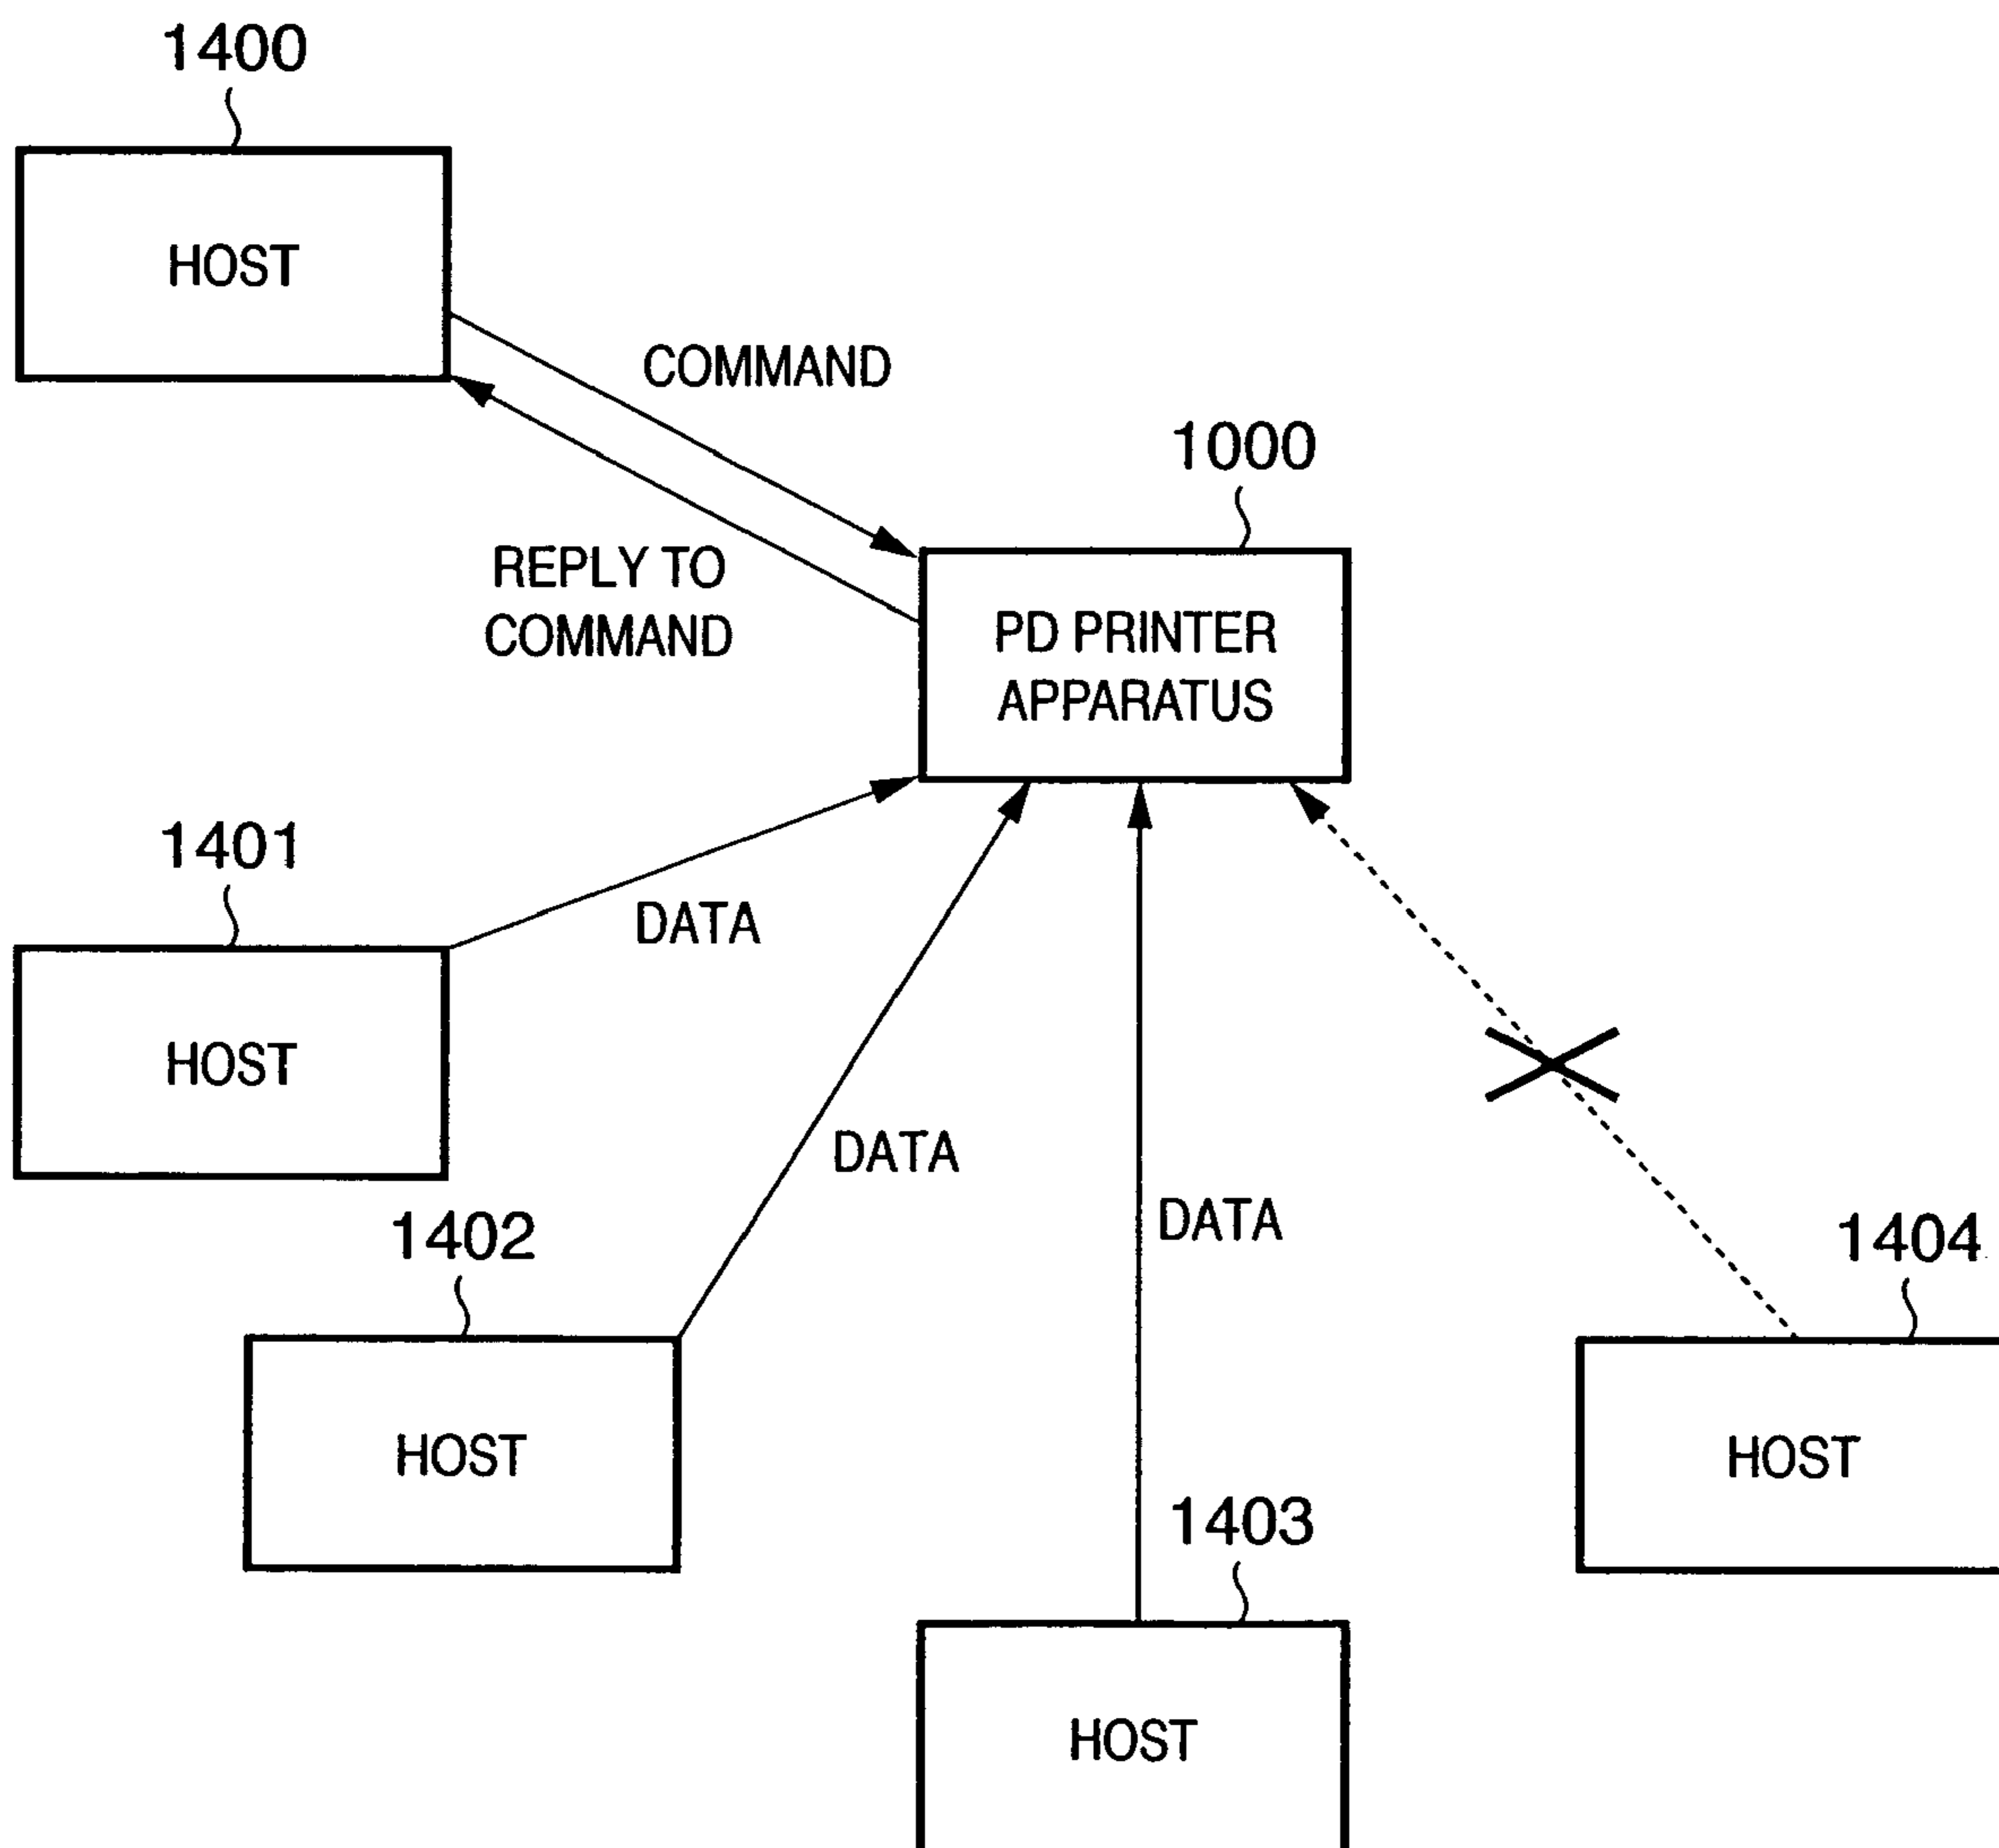 1400
HOST
COMMAND
1000
REPLY TO
COMMAND
PD PRINTER
APPARATUS
1401
DATA
HOST
DATA
1402
DATA
1404
HOST
HOST
1403
HOST